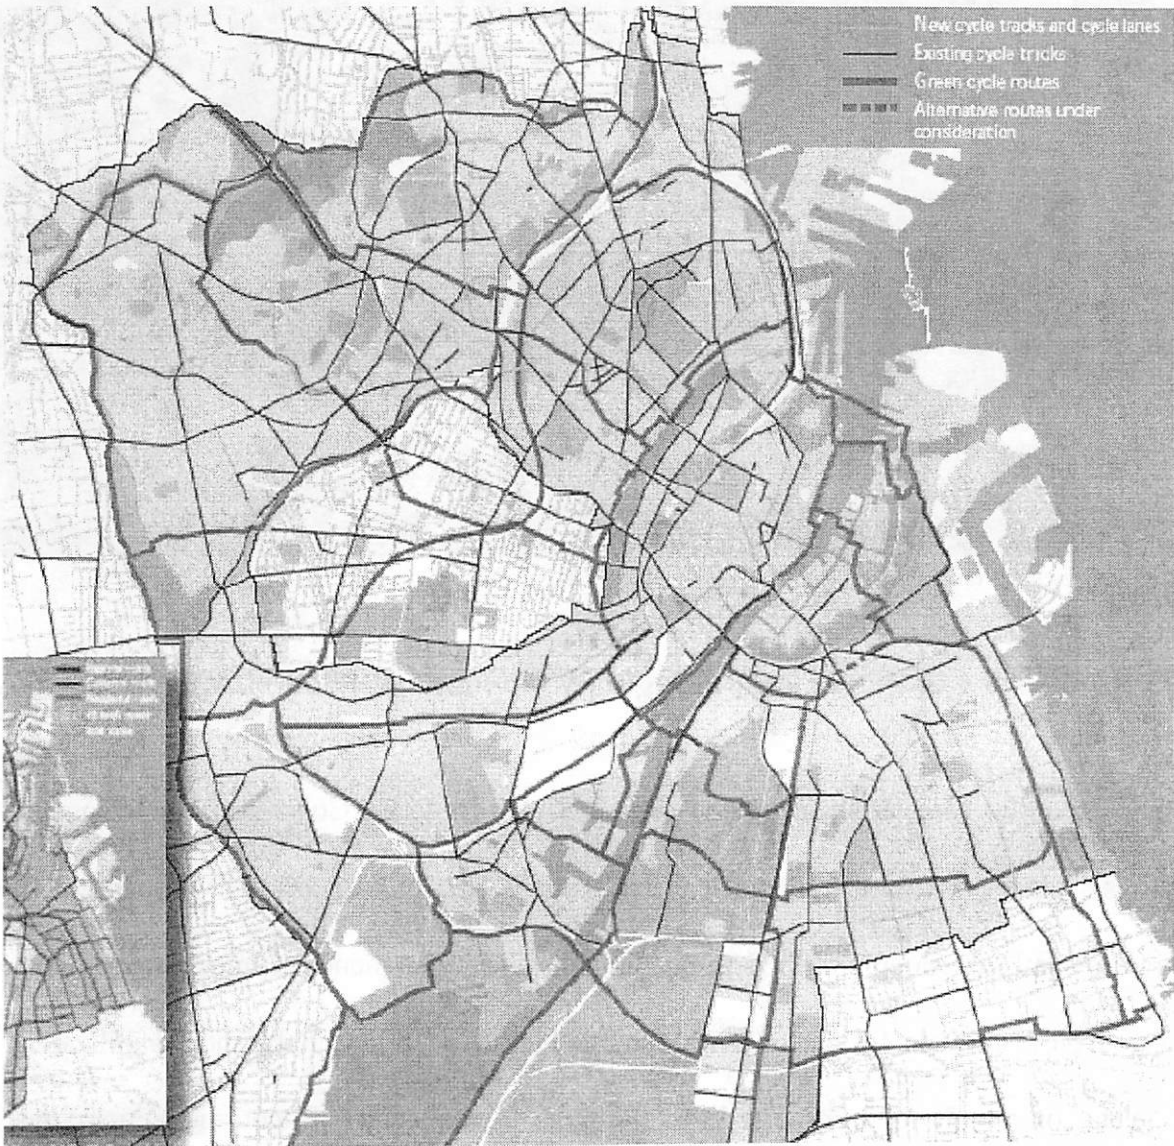 New cycle tracks and cycle lanes
Existing cycle tricks
Green cycle routes
Alternative routes under
consideration